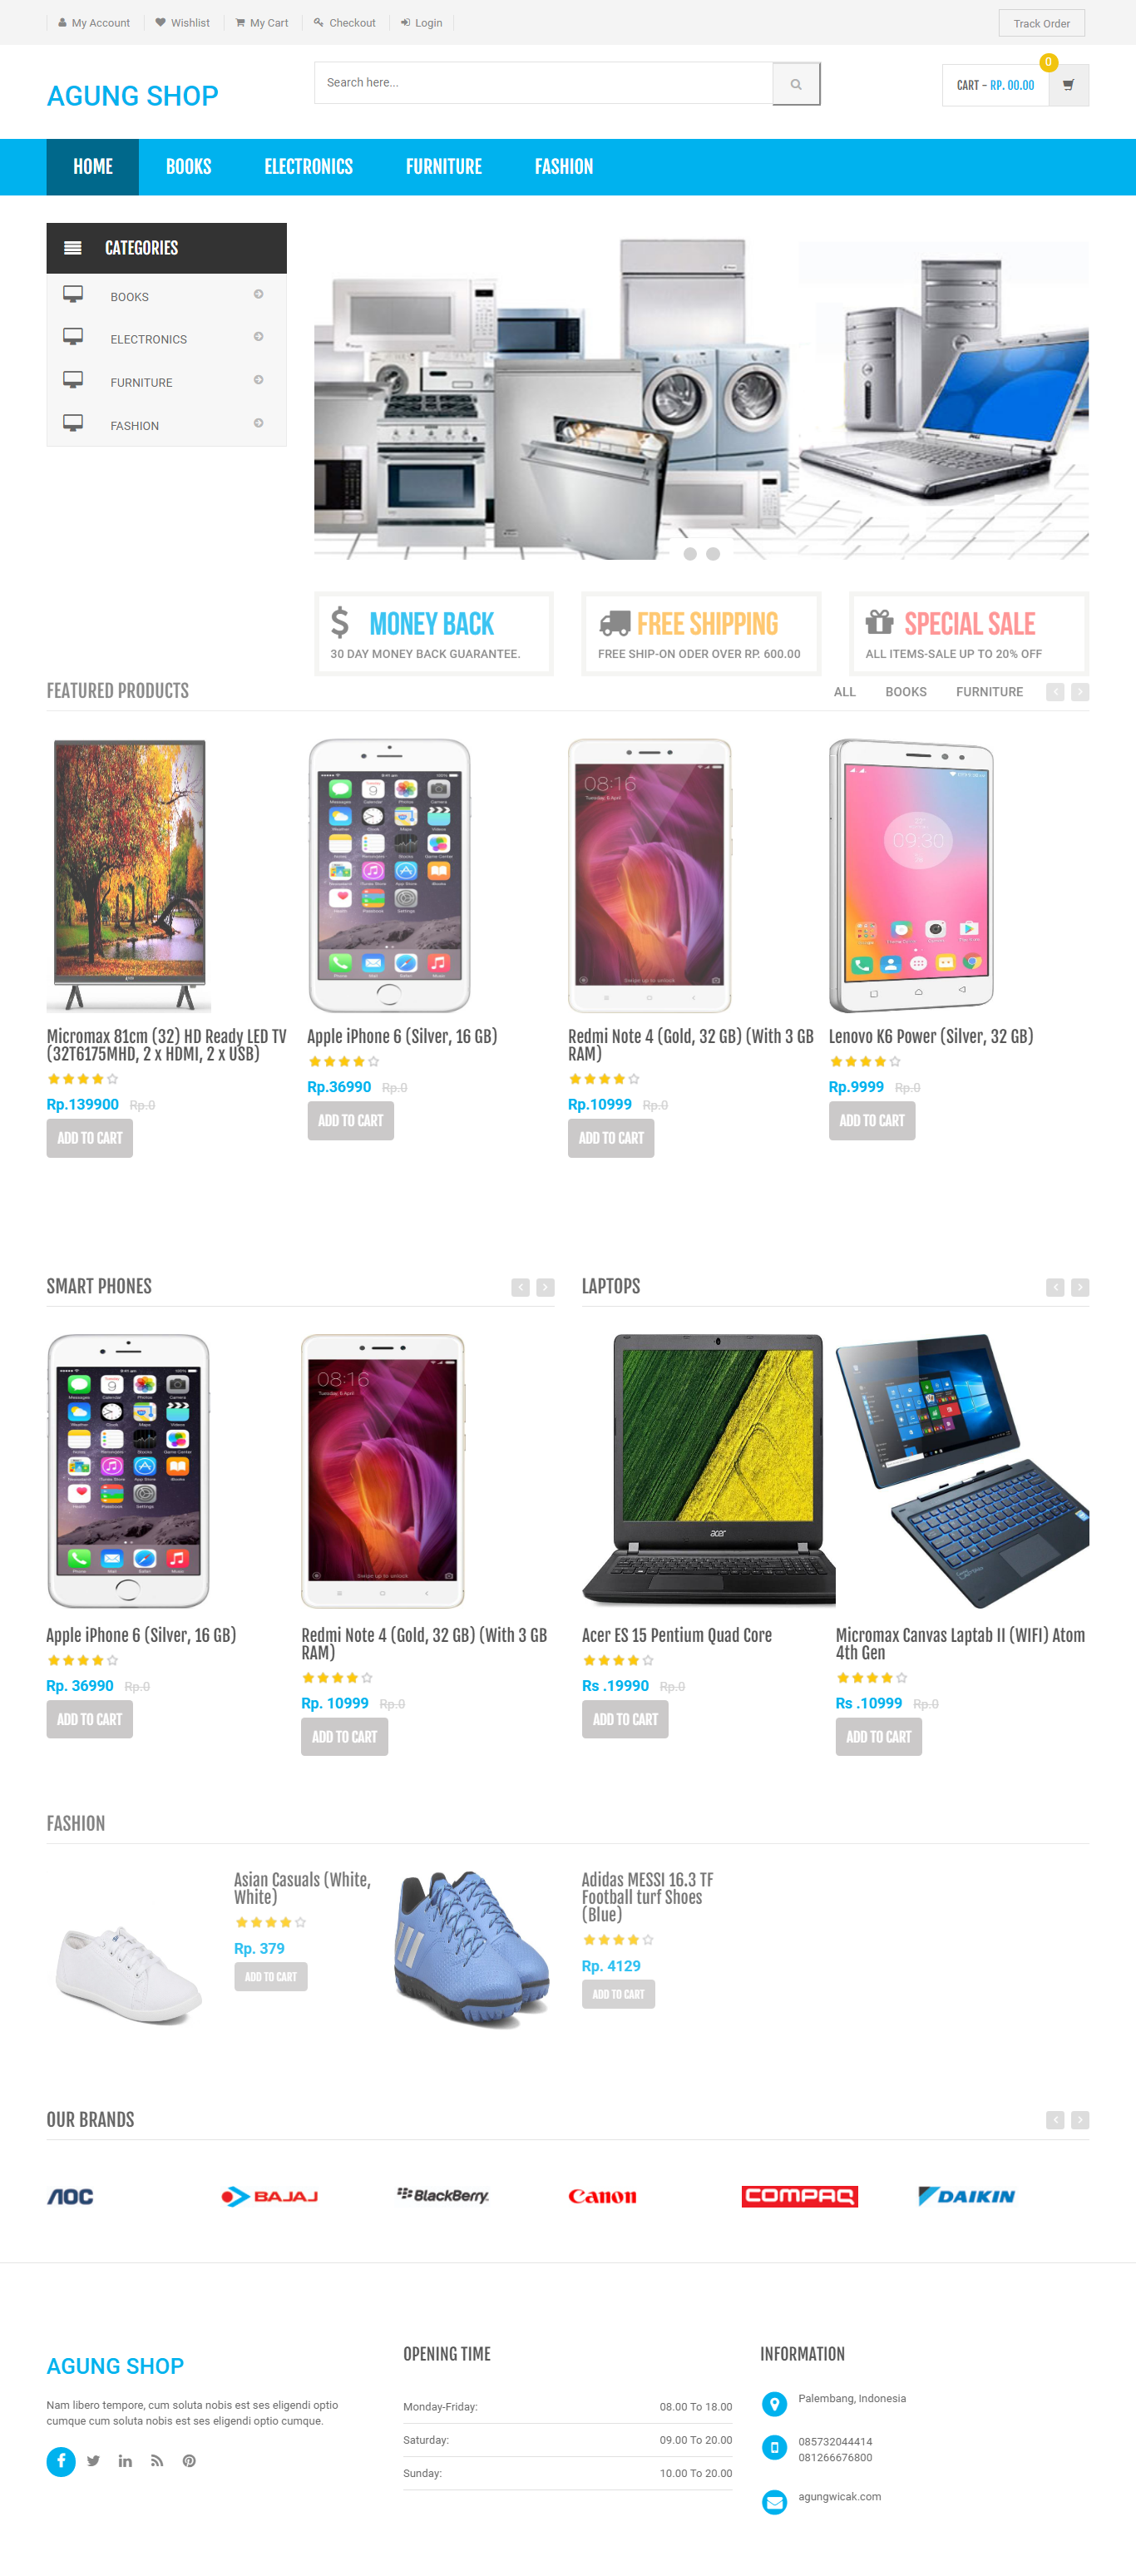 My Account
Wishlist
My Cart
Checkout
Login
Track Order
AGUNG SHOP
Search here...
CART - RP. 00.00
0
HOME
BOOKS
ELECTRONICS
FURNITURE
FASHION
CATEGORIES
BOOKS
ELECTRONICS
FURNITURE
FASHION
MONEY BACK
30 DAY MONEY BACK GUARANTEE.
FREE SHIPPING
FREE SHIP-ON ODER OVER RP. 600.00
SPECIAL SALE
ALL ITEMS-SALE UP TO 20% OFF
FEATURED PRODUCTS
ALL
BOOKS
FURNITURE
08:16
09:30
Micromax 81cm (32) HD Ready LED TV
(32T6175MHD, 2 x HDMI, 2 x USB)
Rp.139900 Rp.0
ADD TO CART
Apple iPhone 6 (Silver, 16 GB)
Rp.36990 Rp.0
ADD TO CART
Redmi Note 4 (Gold, 32 GB) (With 3 GB
RAM)
Rp.10999 Rp.0
ADD TO CART
Lenovo K6 Power (Silver, 32 GB)
Rp.9999 Rp.0
ADD TO CART
SMART PHONES
LAPTOPS
08:16
acer
Apple iPhone 6 (Silver, 16 GB)
Rp. 36990 Rp.0
ADD TO CART
Redmi Note 4 (Gold, 32 GB) (With 3 GB
RAM)
Rp. 10999 Rp.0
ADD TO CART
Acer ES 15 Pentium Quad Core
Rs .19990 Rp.0
ADD TO CART
Micromax Canvas Laptab II (WIFI) Atom
4th Gen
Rs .10999 Rp.0
ADD TO CART
FASHION
Asian Casuals (White,
White)
Rp. 379
ADD TO CART
Adidas MESSI 16.3 TF
Football turf Shoes
(Blue)
Rp. 4129
ADD TO CART
OUR BRANDS
AOC
BAJAJ
BlackBerry.
Canon
COMPAQ
DAIKIN
AGUNG SHOP
Nam libero tempore, cum soluta nobis est ses eligendi optio
cumque cum soluta nobis est ses eligendi optio cumque.
OPENING TIME
Monday-Friday: 08.00 To 18.00
Saturday: 09.00 To 20.00
Sunday: 10.00 To 20.00
INFORMATION
Palembang, Indonesia
085732044414
081266676800
agungwicak.com